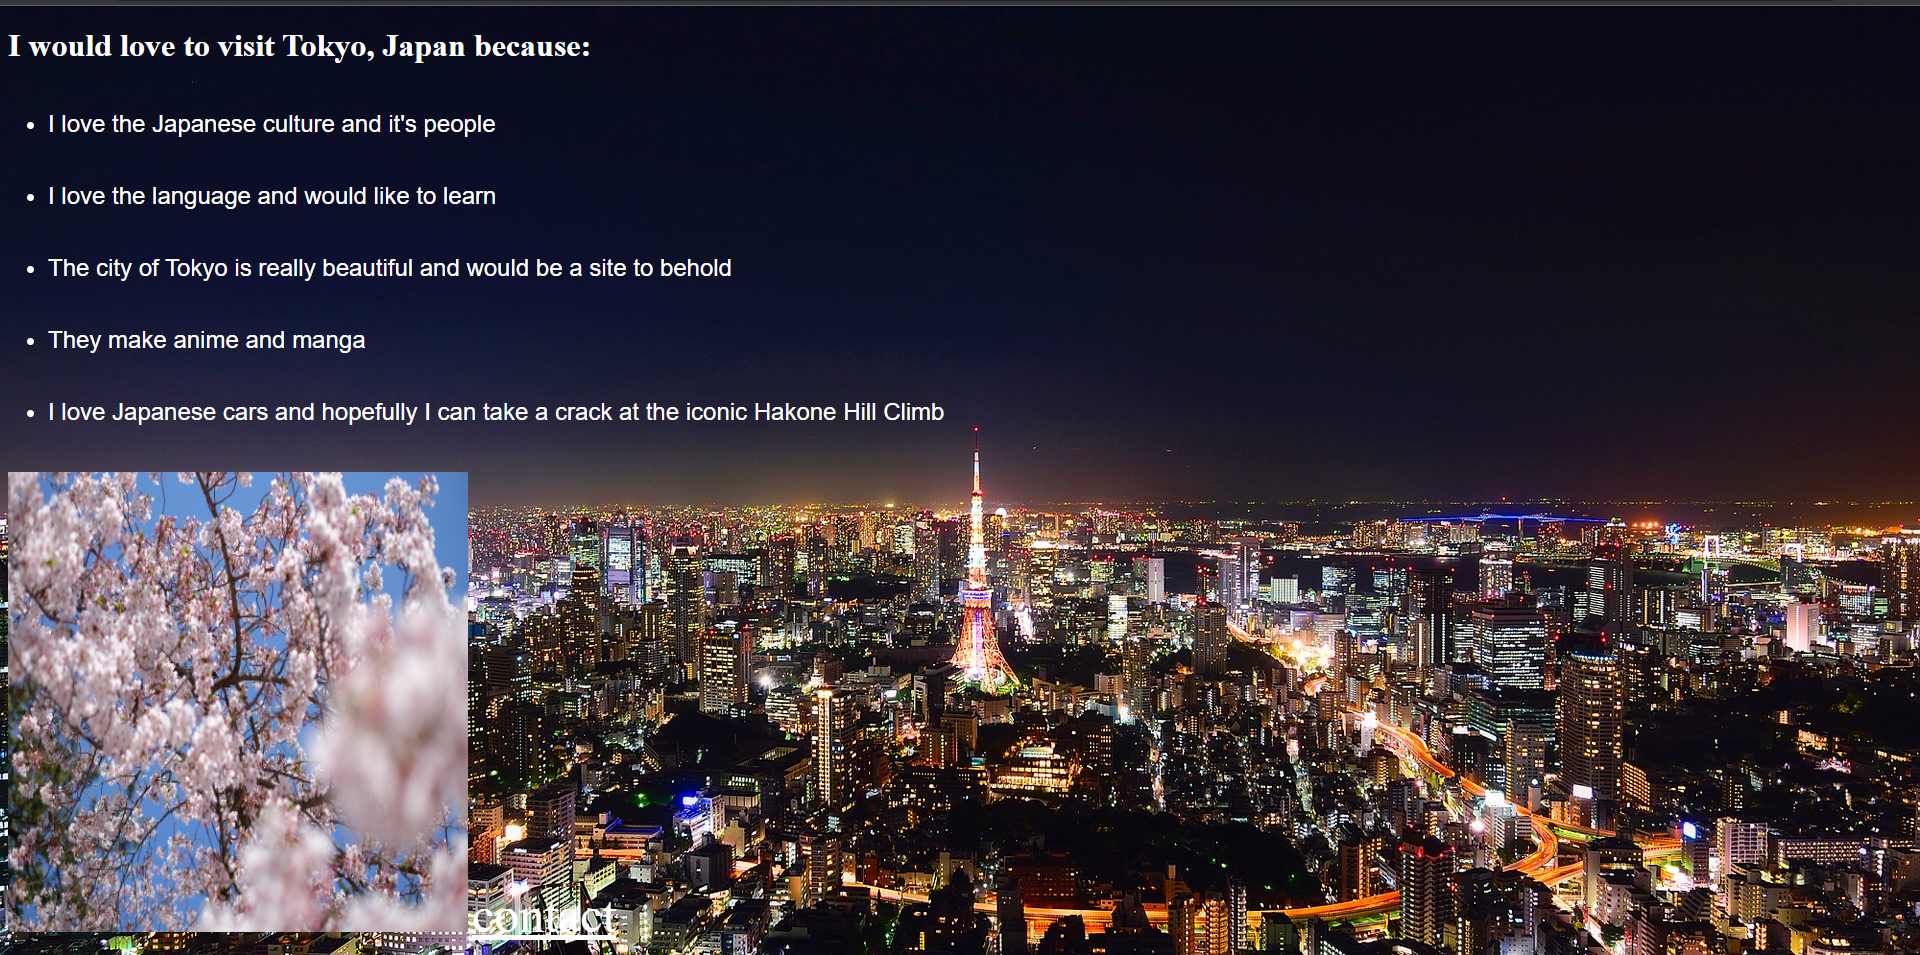 I would love to visit Tokyo, Japan because:
I love the Japanese culture and it's people
I love the language and would like to learn
The city of Tokyo is really beautiful and would be a site to behold
They make anime and manga
I love Japanese cars and hopefully I can take a crack at the iconic Hakone Hill Climb
contact